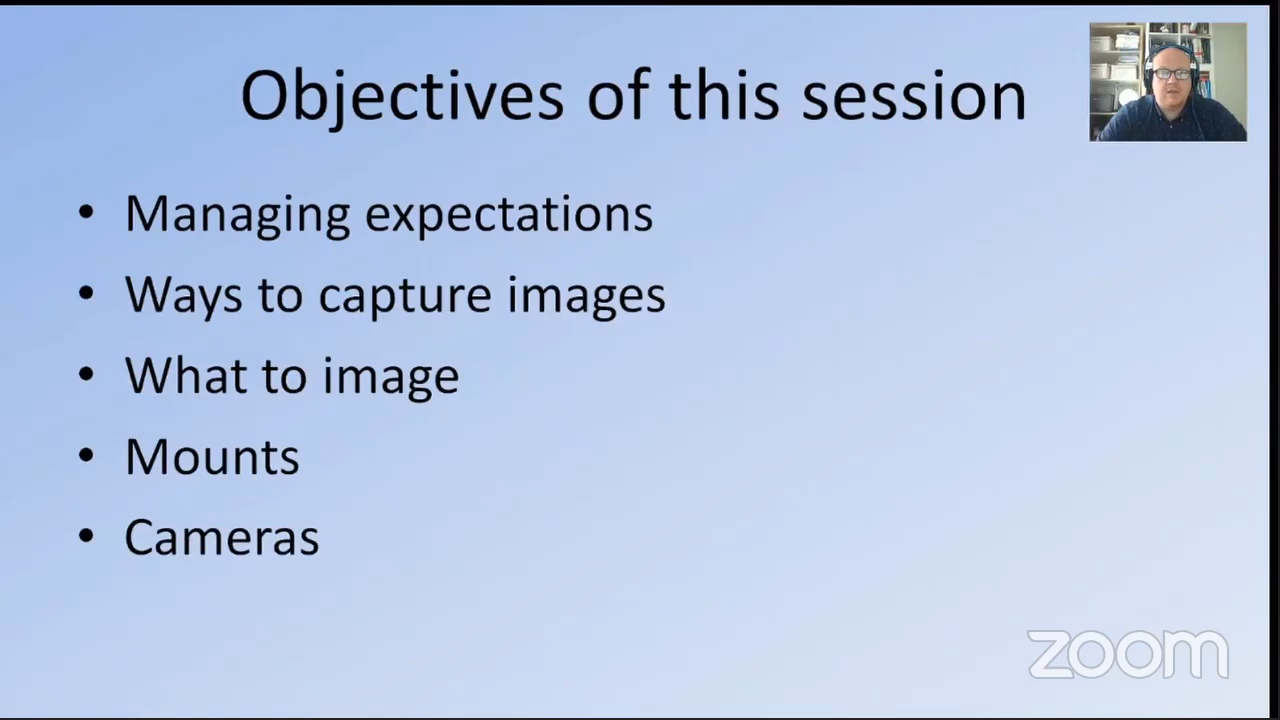 Objectives of this session
• Managing expectations
• Ways to capture images
• What to image
• Mounts
• Cameras
zoom